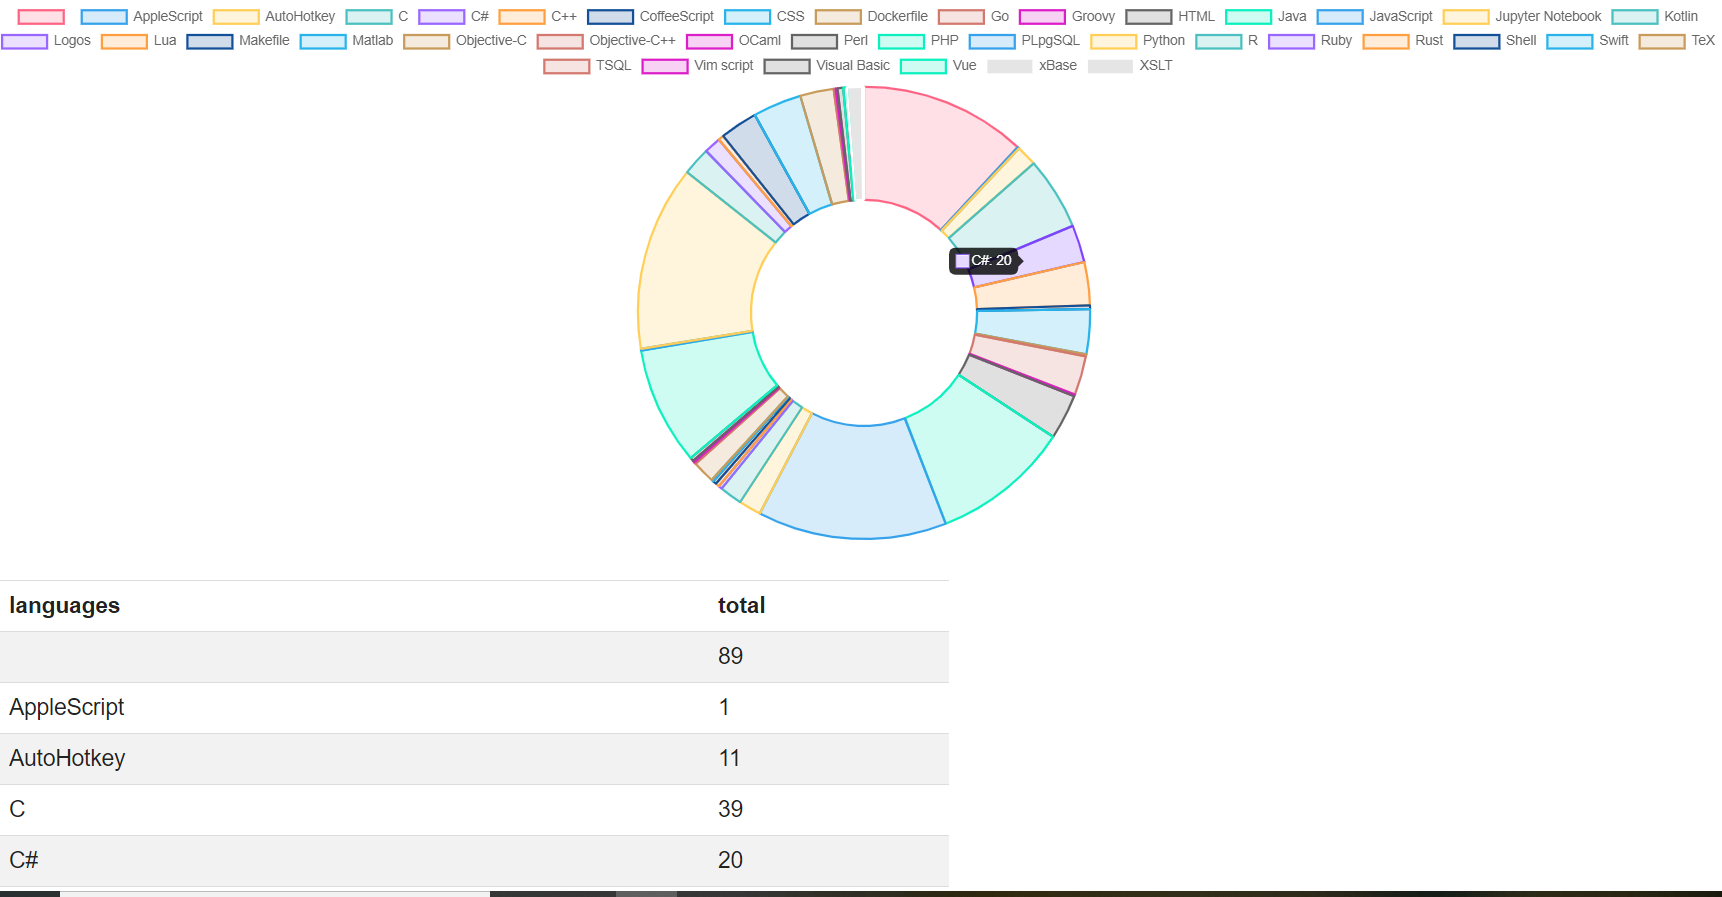 AppleScript AutoHotkey C C# C++ CoffeeScript CSS Dockerfile Go Groovy HTML Java JavaScript Jupyter Notebook Kotlin
Logos Lua Makefile Matlab Objective-C Objective-C++ OCaml Perl PHP PLpgSQL Python R Ruby Rust Shell Swift TeX
TSQL Vim script Visual Basic Vue xBase XSLT
C#: 20
languages total
89
AppleScript 1
AutoHotkey 11
C 39
C# 20